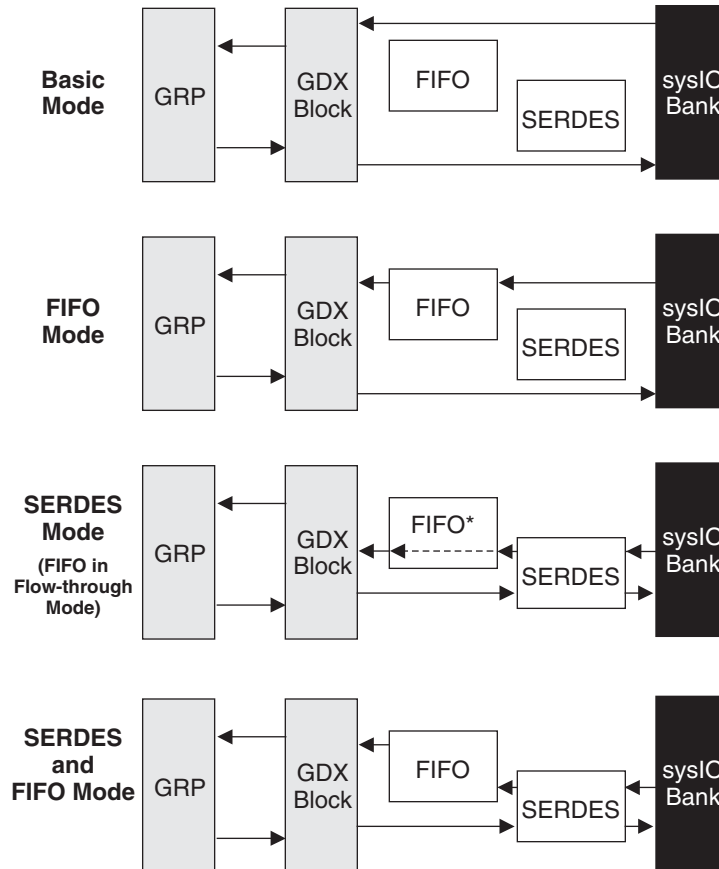 Basic
Mode
GRP
GDX
Block
FIFO
SERDES
sysIO
Bank
FIFO
Mode
GRP
GDX
Block
FIFO
SERDES
sysIO
Bank
SERDES
Mode
(FIFO in
Flow-through
Mode)
GRP
GDX
Block
FIFO*
SERDES
sysIO
Bank
SERDES
and
FIFO Mode
GRP
GDX
Block
FIFO
SERDES
sysIO
Bank